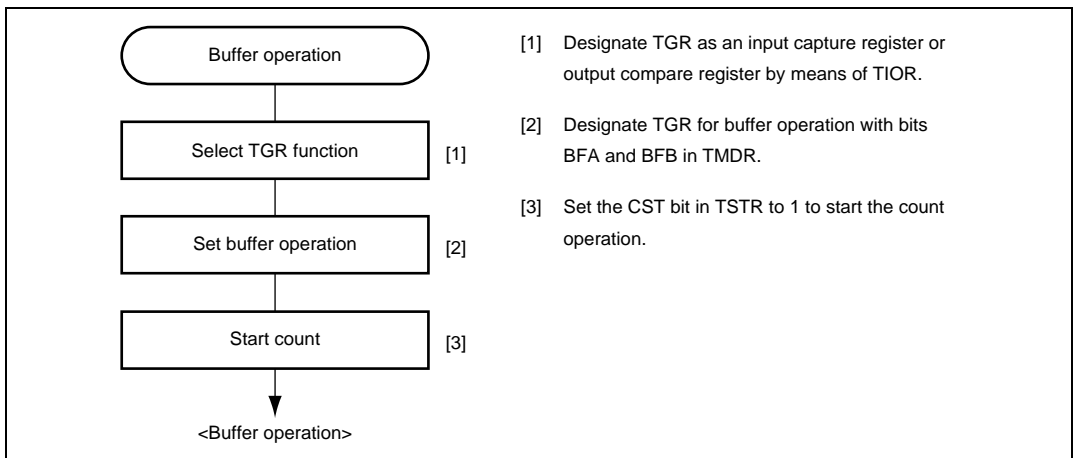 Buffer operation
Select TGR function
[1]
Set buffer operation
[2]
Start count
[3]
<Buffer operation>
[1] Designate TGR as an input capture register or
output compare register by means of TIOR.
[2] Designate TGR for buffer operation with bits
BFA and BFB in TMDR.
[3] Set the CST bit in TSTR to 1 to start the count
operation.